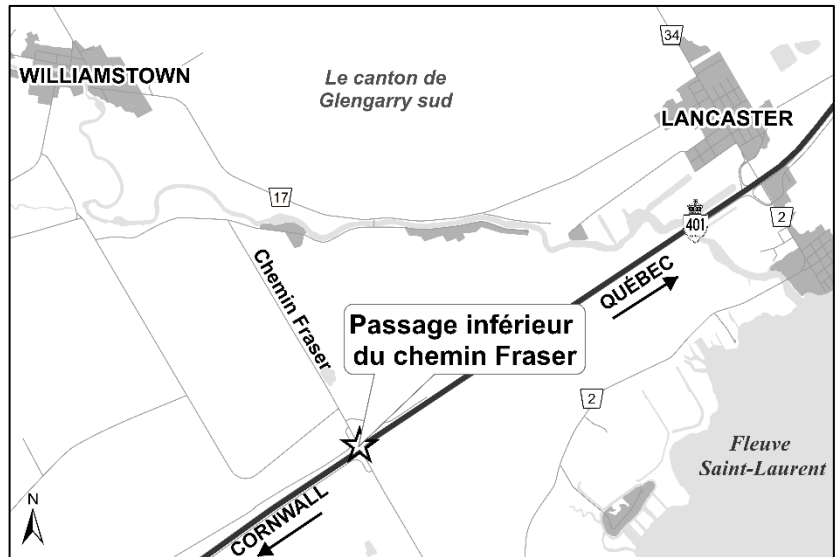 34
WILLIAMSTOWN
Le canton de
Glengarry sud
LANCASTER
17
2
401
Chemin Fraser
QUÉBEC
Passage inférieur
du chemin Fraser
2
Fleuve
Saint-Laurent
N
CORNWALL